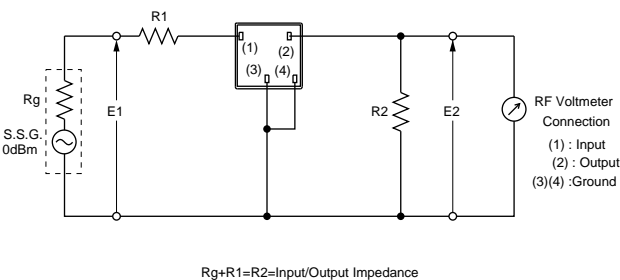 R1
(1)
(2)
(3)
(4)
Rg
E1
R2
E2
S.S.G.
0dBm
RF Voltmeter
Connection
(1) : Input
(2) : Output
(3)(4) :Ground
Rg+R1=R2=Input/Output Impedance